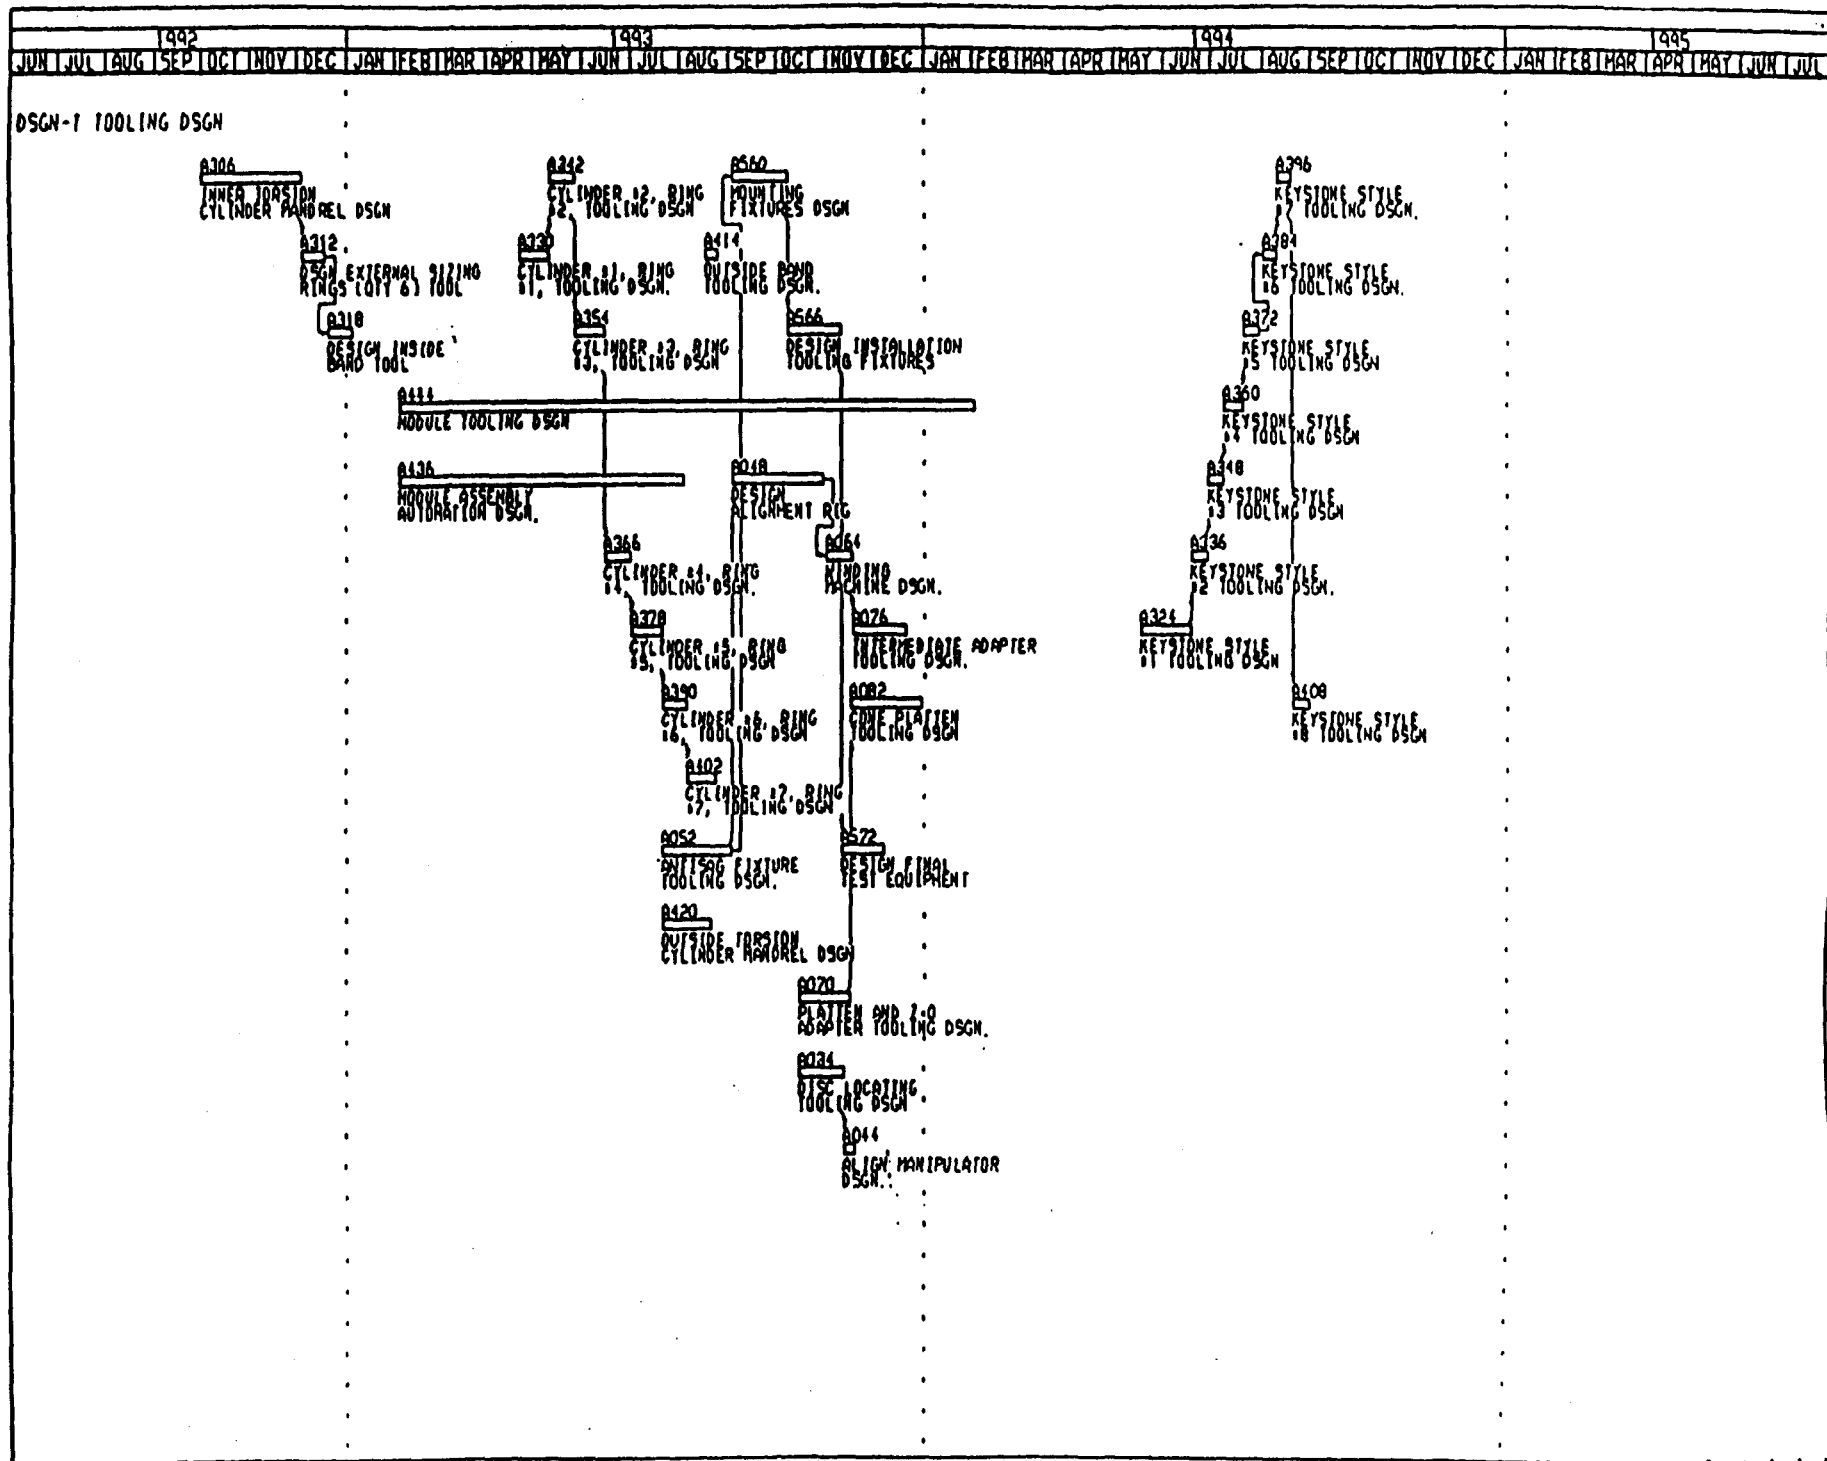 1992 1993 1994 1995
JUN JUL AUG SEP OCT NOV DEC JAN FEB MAR APR MAY JUN JUL AUG SEP OCT NOV DEC JAN FEB MAR APR MAY JUN JUL AUG SEP OCT NOV DEC JAN FEB MAR APR MAY JUN JUL
DSGN-T TOOLING DSGN
A306
INNER TORSION
CYLINDER MANDREL DSGN
A342
CYLINDER #2, RING
#2, TOOLING DSGN
A560
MOUNTING
FIXTURES DSGN
A396
KEYSTONE STYLE
#7 TOOLING DSGN.
A312
DSGN EXTERNAL SIZING
RINGS (QTY 6) TOOL
A330
CYLINDER #1, RING
#1, TOOLING DSGN.
A414
OUTSIDE BAND
TOOLING DSGN.
A384
KEYSTONE STYLE
#6 TOOLING DSGN.
A318
DESIGN INSIDE
BAND TOOL
A354
CYLINDER #3, RING
#3, TOOLING DSGN
A566
DESIGN INSTALLATION
TOOLING FIXTURES
A372
KEYSTONE STYLE
#5 TOOLING DSGN
A444
MODULE TOOLING DSGN
A360
KEYSTONE STYLE
#4 TOOLING DSGN
A436
MODULE ASSEMBLY
AUTOMATION DSGN.
A048
DESIGN
ALIGNMENT RIG
A348
KEYSTONE STYLE
#3 TOOLING DSGN
A366
CYLINDER #4, RING
#4, TOOLING DSGN.
A064
WINDING
MACHINE DSGN.
A336
KEYSTONE STYLE
#2 TOOLING DSGN.
A378
CYLINDER #5, RING
#5, TOOLING DSGN
A076
INTERMEDIATE ADAPTER
TOOLING DSGN.
A324
KEYSTONE STYLE
#1 TOOLING DSGN
A390
CYLINDER #6, RING
#6, TOOLING DSGN
A082
CONE PLATTEN
TOOLING DSGN
A408
KEYSTONE STYLE
#8 TOOLING DSGN
A402
CYLINDER #7, RING
#7, TOOLING DSGN
A052
ANTISAG FIXTURE
TOOLING DSGN.
A572
DESIGN FINAL
TEST EQUIPMENT
A420
OUTSIDE TORSION
CYLINDER MANDREL DSGN
A070
PLATTEN AND
ADAPTER TOOLING DSGN.
A034
DISC LOCATING
TOOLING DSGN
A044
ALIGN MANIPULATOR
DSGN.